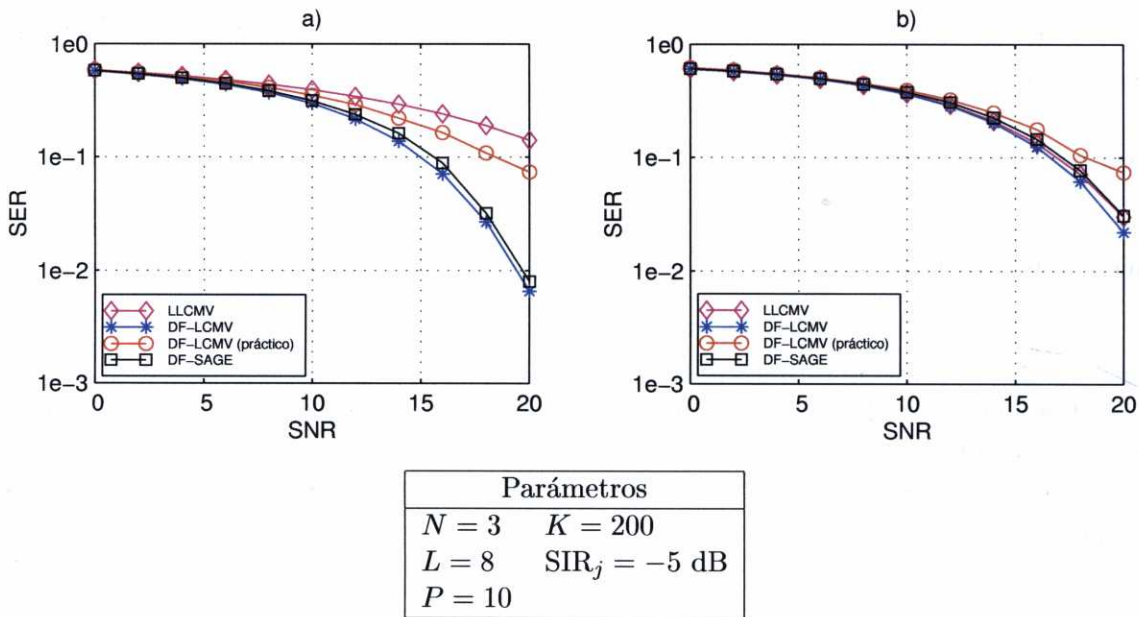 a)
1e0
1e-1
1e-2
1e-3
SER
LLCMV
DF-LCMV
DF-LCMV (práctico)
DF-SAGE
0 5 10 15 20
SNR
b)
1e0
1e-1
1e-2
1e-3
SER
LLCMV
DF-LCMV
DF-LCMV (práctico)
DF-SAGE
0 5 10 15 20
SNR
Parámetros
N = 3 K = 200
L = 8 SIRj = −5 dB
P = 10